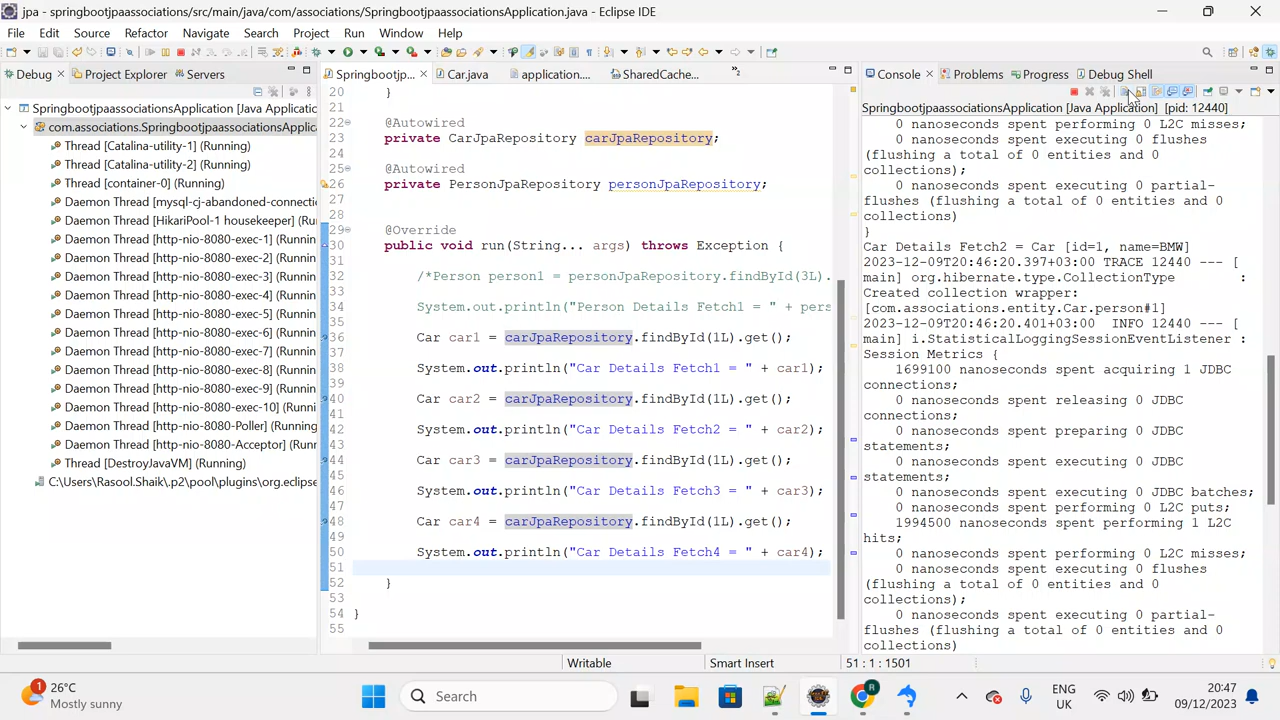 jpa - springbootjpaassociations/src/main/java/com/associations/SpringbootjpaassociationsApplication.java - Eclipse IDE
File Edit Source Refactor Navigate Search Project Run Window Help
Debug Project Explorer Servers
Springbootjp... Car.java application.... SharedCache...
Console Problems Progress Debug Shell
SpringbootjpaassociationsApplication [Java Application]
com.associations.SpringbootjpaassociationsApplic
Thread [Catalina-utility-1] (Running)
Thread [Catalina-utility-2] (Running)
Thread [container-0] (Running)
Daemon Thread [mysql-cj-abandoned-connectio
Daemon Thread [HikariPool-1 housekeeper] (Ru
Daemon Thread [http-nio-8080-exec-1] (Runnin
Daemon Thread [http-nio-8080-exec-2] (Runnin
Daemon Thread [http-nio-8080-exec-3] (Runnin
Daemon Thread [http-nio-8080-exec-4] (Runnin
Daemon Thread [http-nio-8080-exec-5] (Runnin
Daemon Thread [http-nio-8080-exec-6] (Runnin
Daemon Thread [http-nio-8080-exec-7] (Runnin
Daemon Thread [http-nio-8080-exec-8] (Runnin
Daemon Thread [http-nio-8080-exec-9] (Runnin
Daemon Thread [http-nio-8080-exec-10] (Runni
Daemon Thread [http-nio-8080-Poller] (Running
Daemon Thread [http-nio-8080-Acceptor] (Runn
Thread [DestroyJavaVM] (Running)
C:\Users\Rasool.Shaik\.p2\pool\plugins\org.eclipse
20 }
21
22 @Autowired
23 private CarJpaRepository carJpaRepository;
24
25 @Autowired
26 private PersonJpaRepository personJpaRepository;
27
28
29 @Override
30 public void run(String... args) throws Exception {
31
32 /*Person person1 = personJpaRepository.findById(3L).
33
34 System.out.println("Person Details Fetch1 = " + pers
35
36 Car car1 = carJpaRepository.findById(1L).get();
37
38 System.out.println("Car Details Fetch1 = " + car1);
39
40 Car car2 = carJpaRepository.findById(1L).get();
41
42 System.out.println("Car Details Fetch2 = " + car2);
43
44 Car car3 = carJpaRepository.findById(1L).get();
45
46 System.out.println("Car Details Fetch3 = " + car3);
47
48 Car car4 = carJpaRepository.findById(1L).get();
49
50 System.out.println("Car Details Fetch4 = " + car4);
51
52 }
53
54 }
55
SpringbootjpaassociationsApplication [Java Application] [pid: 12440]
0 nanoseconds spent performing 0 L2C misses;
0 nanoseconds spent executing 0 flushes
(flushing a total of 0 entities and 0
collections);
0 nanoseconds spent executing 0 partial-
flushes (flushing a total of 0 entities and 0
collections)
}
Car Details Fetch2 = Car [id=1, name=BMW]
2023-12-09T20:46:20.397+03:00 TRACE 12440 --- [
main] org.hibernate.type.CollectionType :
Created collection wrapper:
[com.associations.entity.Car.person#1]
2023-12-09T20:46:20.401+03:00 INFO 12440 --- [
main] i.StatisticalLoggingSessionEventListener :
Session Metrics {
1699100 nanoseconds spent acquiring 1 JDBC
connections;
0 nanoseconds spent releasing 0 JDBC
connections;
0 nanoseconds spent preparing 0 JDBC
statements;
0 nanoseconds spent executing 0 JDBC
statements;
0 nanoseconds spent executing 0 JDBC batches;
0 nanoseconds spent performing 0 L2C puts;
1994500 nanoseconds spent performing 1 L2C
hits;
0 nanoseconds spent performing 0 L2C misses;
0 nanoseconds spent executing 0 flushes
(flushing a total of 0 entities and 0
collections);
0 nanoseconds spent executing 0 partial-
flushes (flushing a total of 0 entities and 0
collections)
Writable Smart Insert 51 : 1 : 1501
1
26°C
Mostly sunny
Search
R
ENG
UK
20:47
09/12/2023